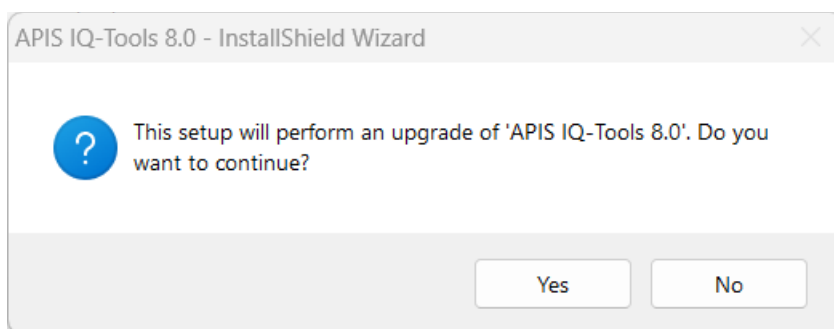 APIS IQ-Tools 8.0 - InstallShield Wizard
This setup will perform an upgrade of 'APIS IQ-Tools 8.0'. Do you
want to continue?
Yes
No